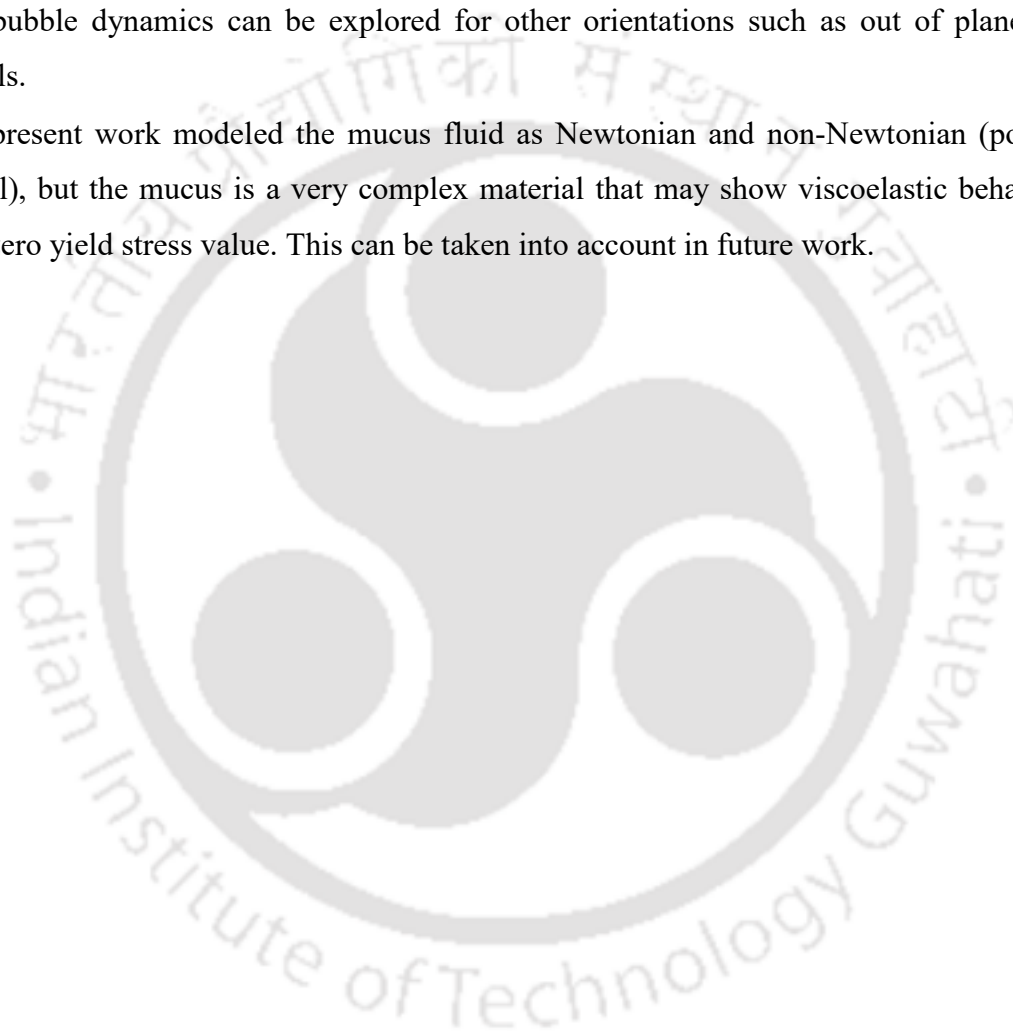 bubble dynamics can be explored for other orientations such as out of plane
ls.
present work modeled the mucus fluid as Newtonian and non-Newtonian (po
l), but the mucus is a very complex material that may show viscoelastic beha
ero yield stress value. This can be taken into account in future work.
भारतीय प्रौद्योगिकी संस्थान गुवाहाटी
Indian Institute of Technology Guwahati